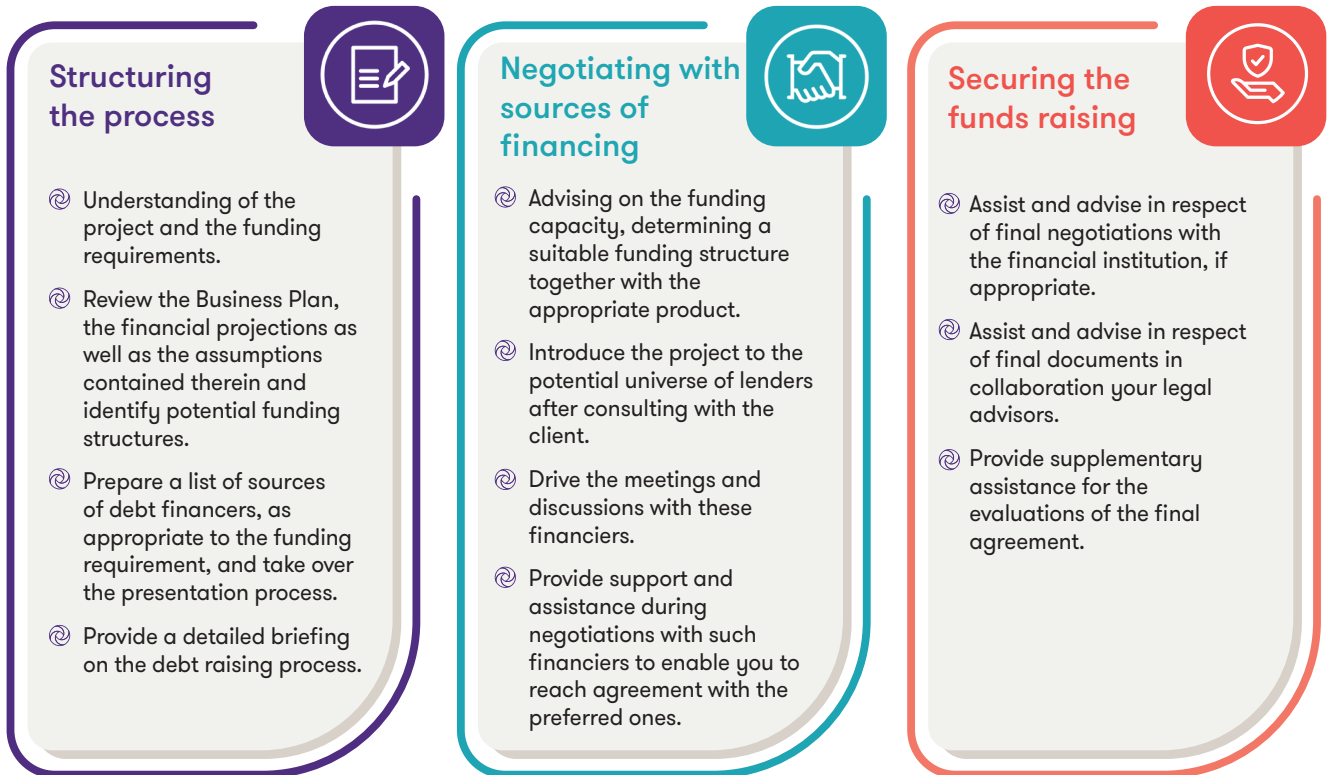 Structuring
the process
Understanding of the
project and the funding
requirements.
Review the Business Plan,
the financial projections as
well as the assumptions
contained therein and
identify potential funding
structures.
Prepare a list of sources
of debt financers, as
appropriate to the funding
requirement, and take over
the presentation process.
Provide a detailed briefing
on the debt raising process.
Negotiating with
sources of
financing
Advising on the funding
capacity, determining a
suitable funding structure
together with the
appropriate product.
Introduce the project to the
potential universe of lenders
after consulting with the
client.
Drive the meetings and
discussions with these
financiers.
Provide support and
assistance during
negotiations with such
financiers to enable you to
reach agreement with the
preferred ones.
Securing the
funds raising
Assist and advise in respect
of final negotiations with
the financial institution, if
appropriate.
Assist and advise in respect
of final documents in
collaboration your legal
advisors.
Provide supplementary
assistance for the
evaluations of the final
agreement.